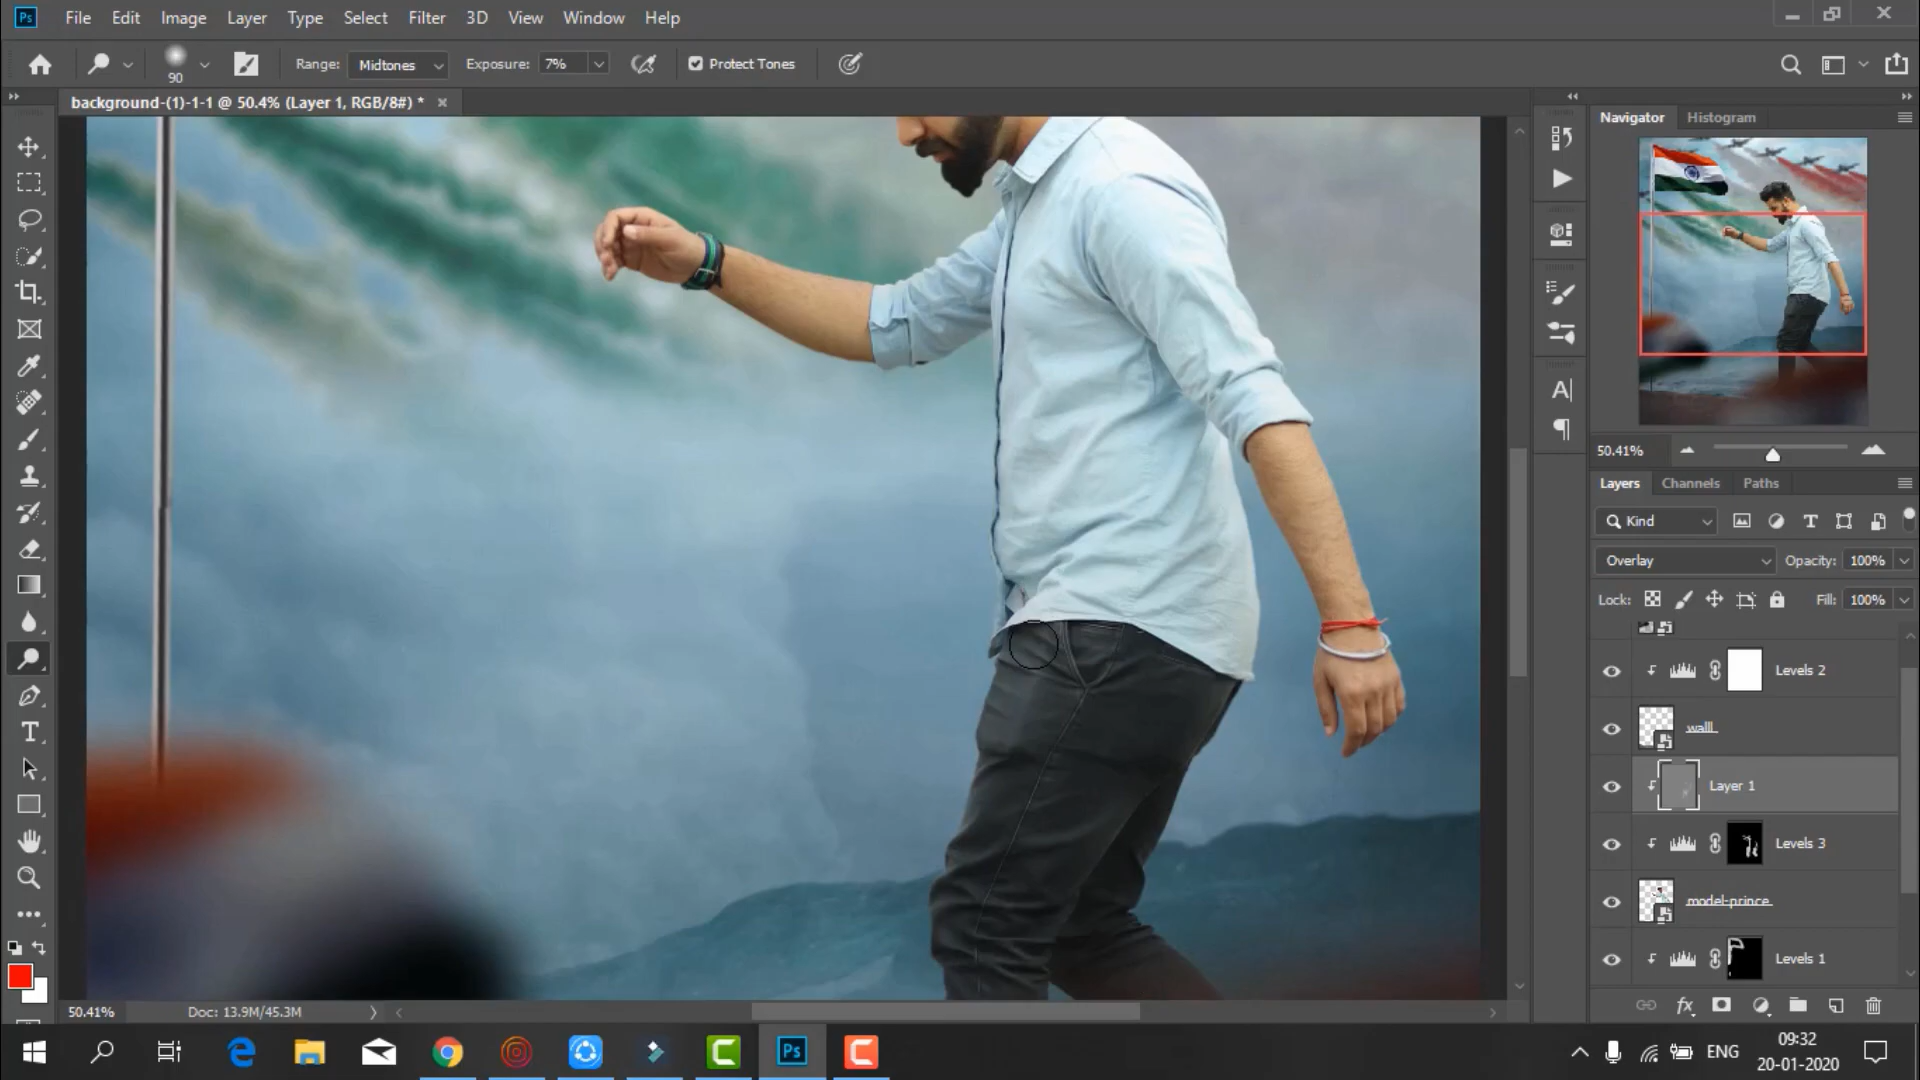 Ps File Edit Image Layer Type Select Filter 3D View Window Help
90 Range: Midtones Exposure: 7% Protect Tones
background-(1)-1-1 @ 50.4% (Layer 1, RGB/8#) *
Navigator Histogram
50.41%
Layers Channels Paths
Kind
Overlay Opacity: 100%
Lock: Fill: 100%
Levels 2
walll
Layer 1
Levels 3
model-prince
Levels 1
50.41% Doc: 13.9M/45.3M
Ps
ENG
09:32
20-01-2020